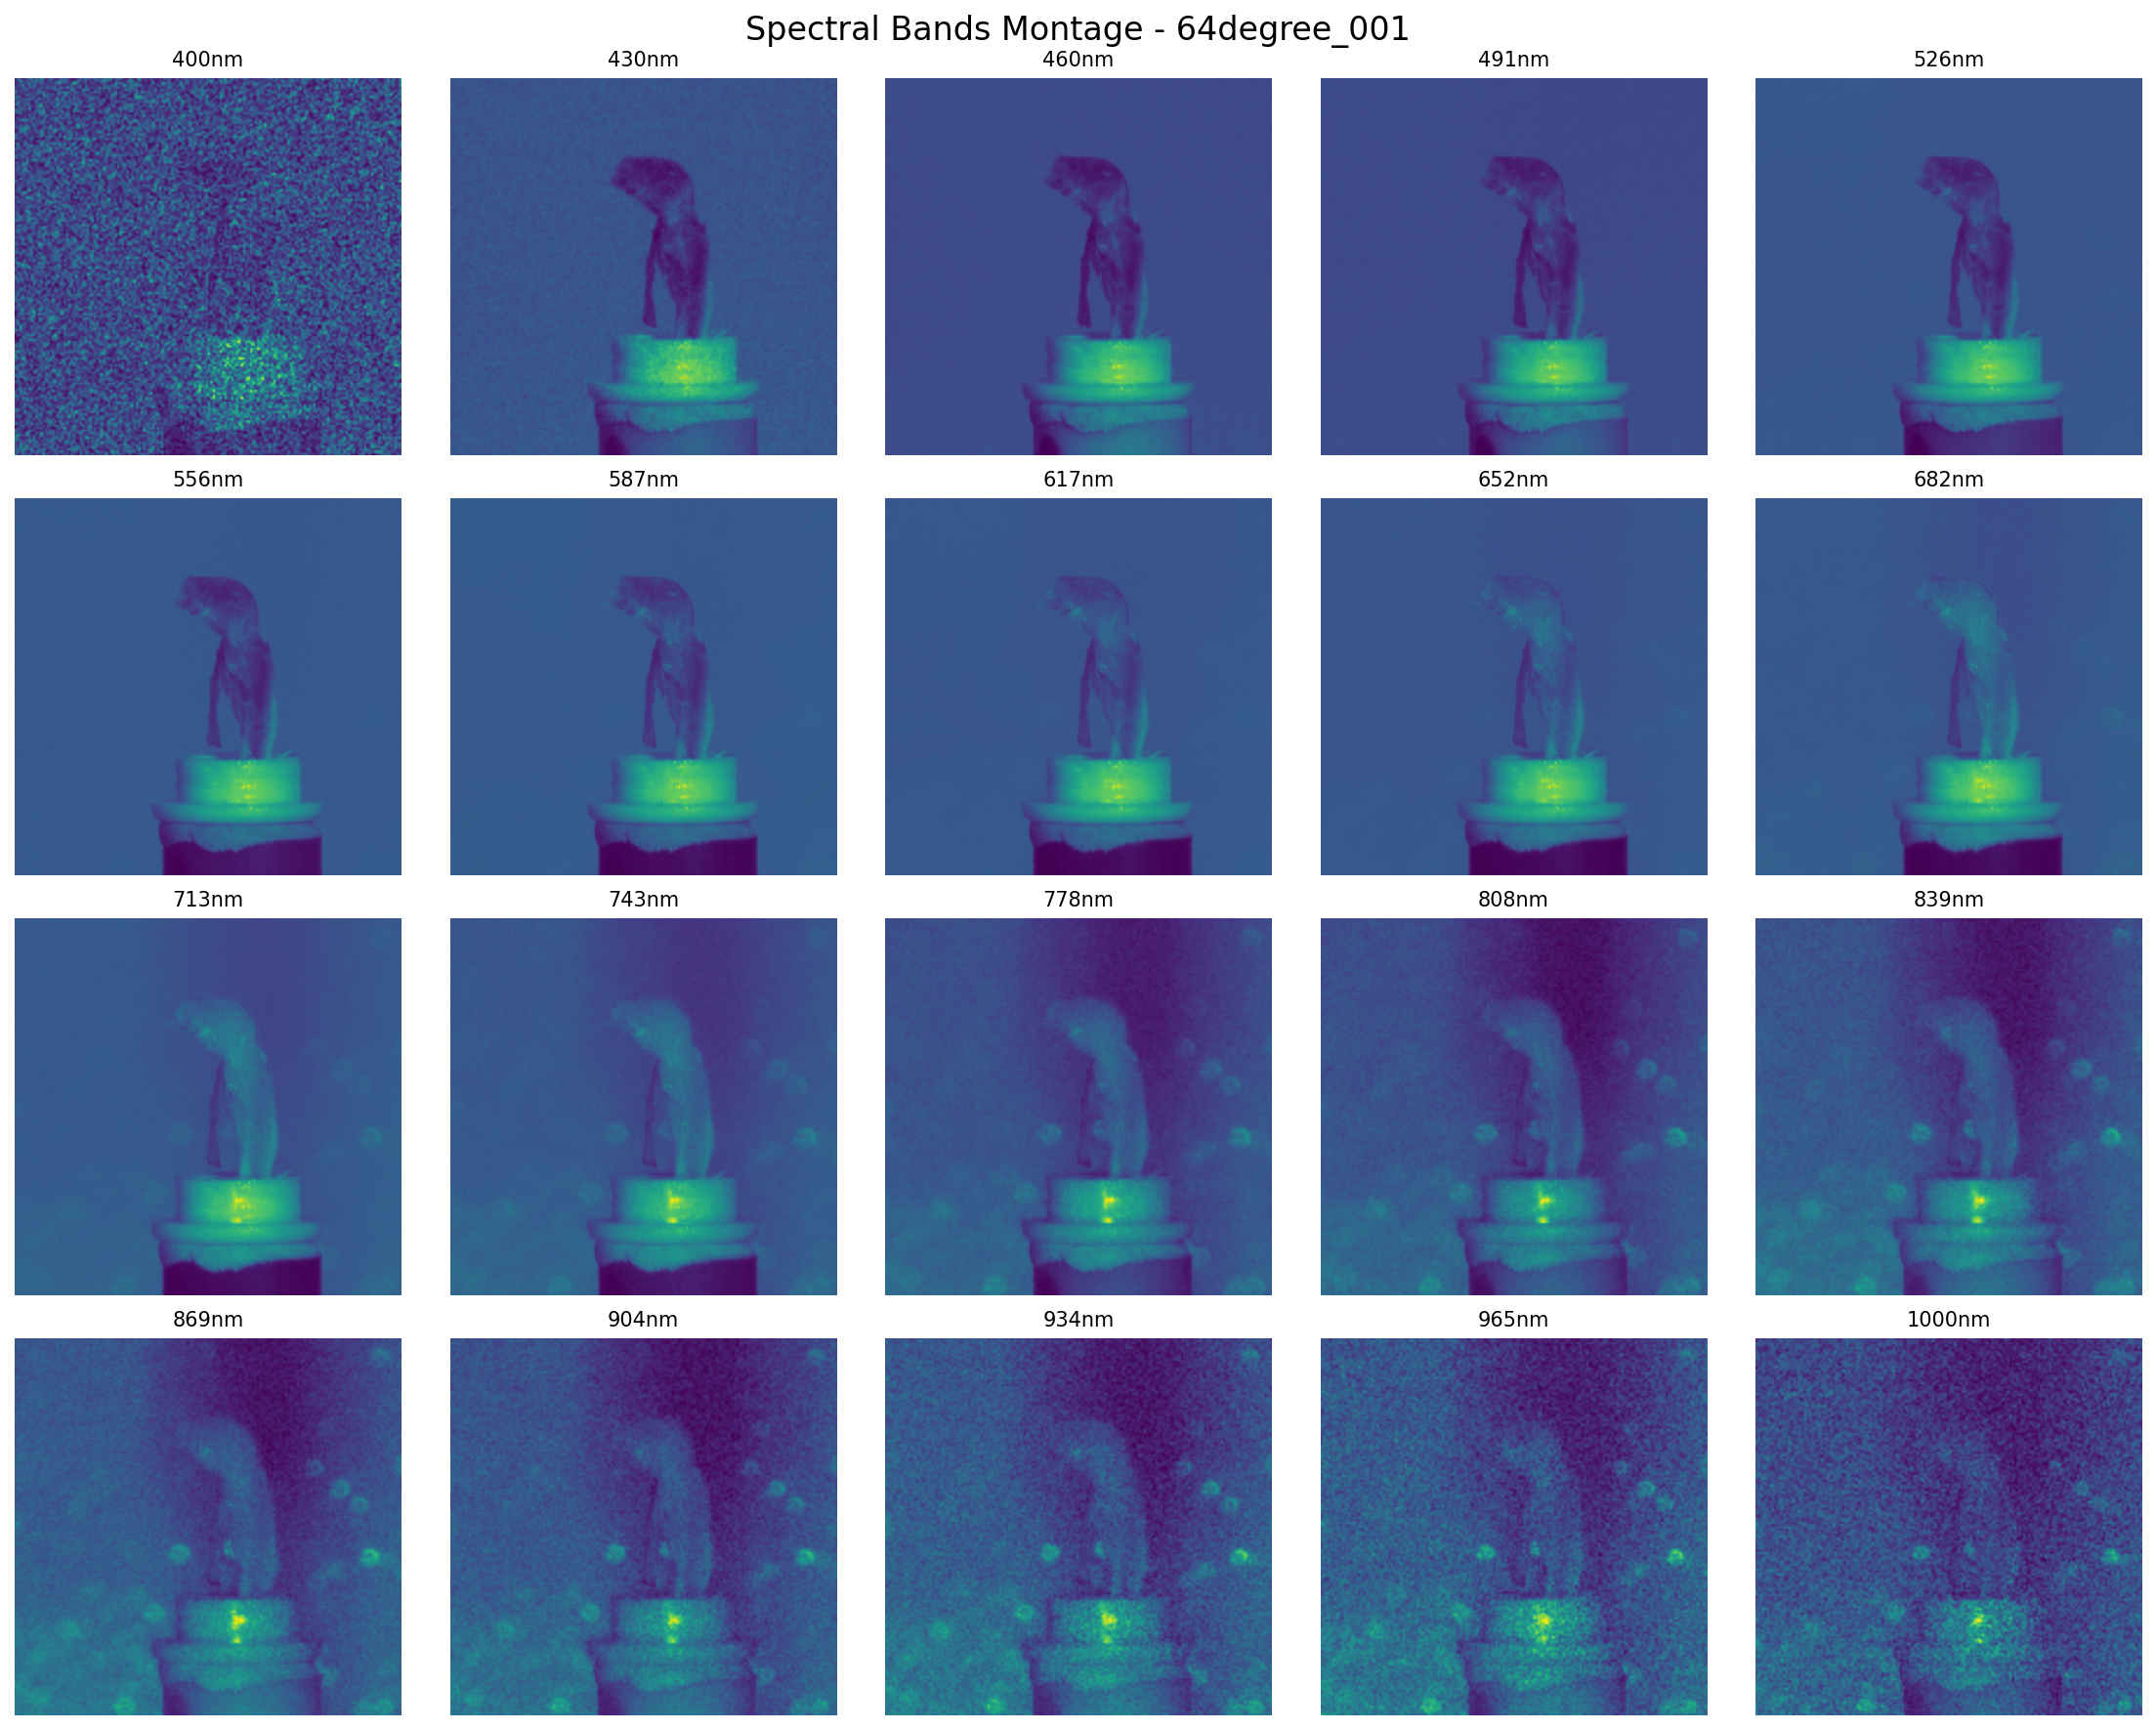 Spectral Bands Montage - 64degree_001
400nm
430nm
460nm
491nm
526nm
556nm
587nm
617nm
652nm
682nm
713nm
743nm
778nm
808nm
839nm
869nm
904nm
934nm
965nm
1000nm